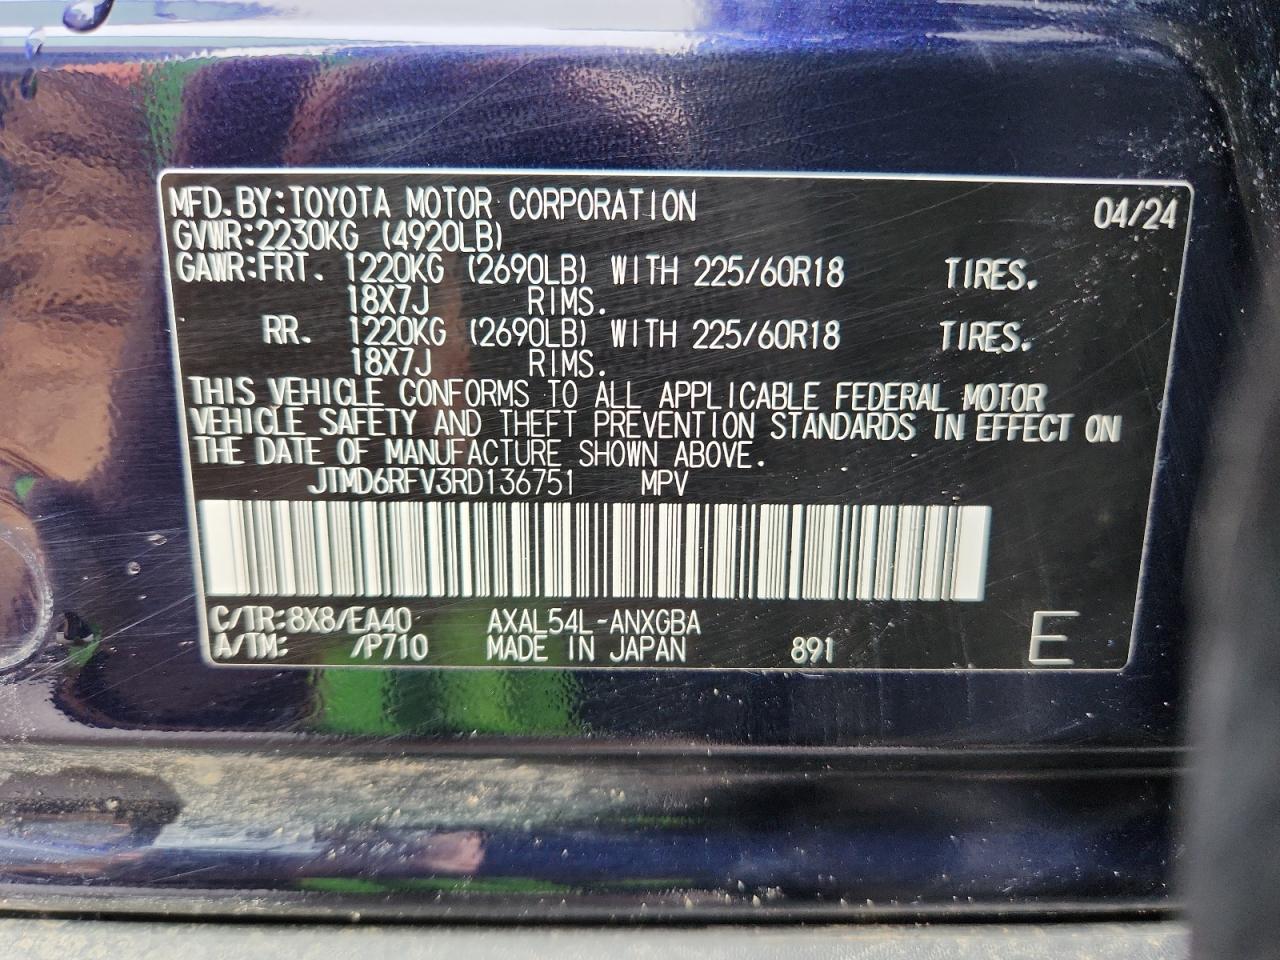 MFD. BY: TOYOTA MOTOR CORPORATION 04/24
GVWR: 2230KG (4920LB)
GAWR: FRT. 1220KG (2690LB) WITH 225/60R18 TIRES.
18X7J RIMS.
RR. 1220KG (2690LB) WITH 225/60R18 TIRES.
18X7J RIMS.
THIS VEHICLE CONFORMS TO ALL APPLICABLE FEDERAL MOTOR
VEHICLE SAFETY AND THEFT PREVENTION STANDARDS IN EFFECT ON
THE DATE OF MANUFACTURE SHOWN ABOVE.
JTMD6RFV3RD136751 MPV
C/TR: 8X8/EA40 AXAL54L-ANXGBA
A/TM: /P710 MADE IN JAPAN 891 E